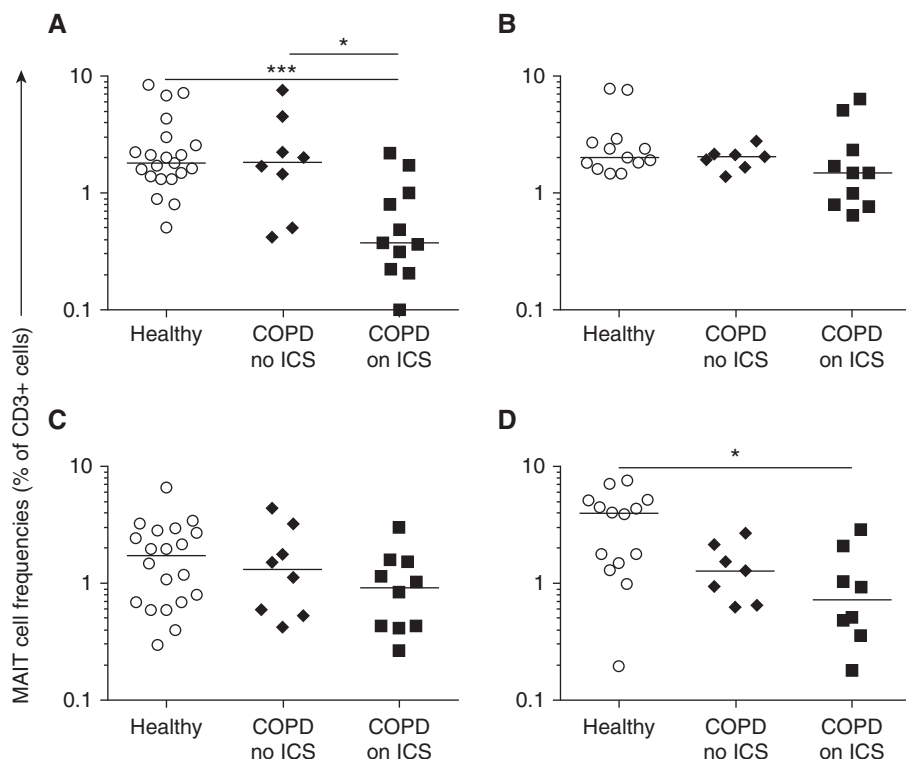 A
B
*
***
10
1
0.1
Healthy
COPD
no ICS
COPD
on ICS
10
1
0.1
Healthy
COPD
no ICS
COPD
on ICS
MAIT cell frequencies (% of CD3+ cells)
C
D
*
10
1
0.1
Healthy
COPD
no ICS
COPD
on ICS
10
1
0.1
Healthy
COPD
no ICS
COPD
on ICS